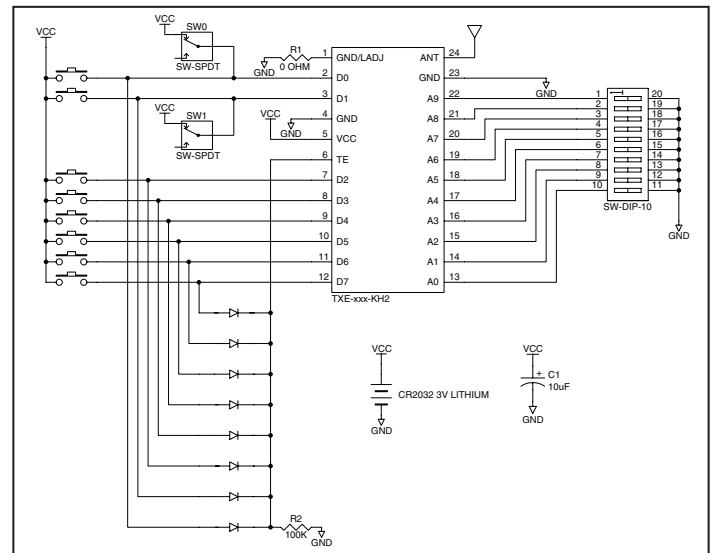 VCC
VCC
SW0
SW-SPDT
VCC
SW1
SW-SPDT
GND
R1
0 OHM
GND
VCC
1 GND/LADJ
2 D0
3 D1
4 GND
5 VCC
6 TE
7 D2
8 D3
9 D4
10 D5
11 D6
12 D7
ANT 24
GND 23
A9 22
A8 21
A7 20
A6 19
A5 18
A4 17
A3 16
A2 15
A1 14
A0 13
TXE-xxx-KH2
GND
1 20
2 19
3 18
4 17
5 16
6 15
7 14
8 13
9 12
10 11
SW-DIP-10
GND
VCC
CR2032 3V LITHIUM
GND
VCC
+
C1
10uF
GND
R2
100K
GND